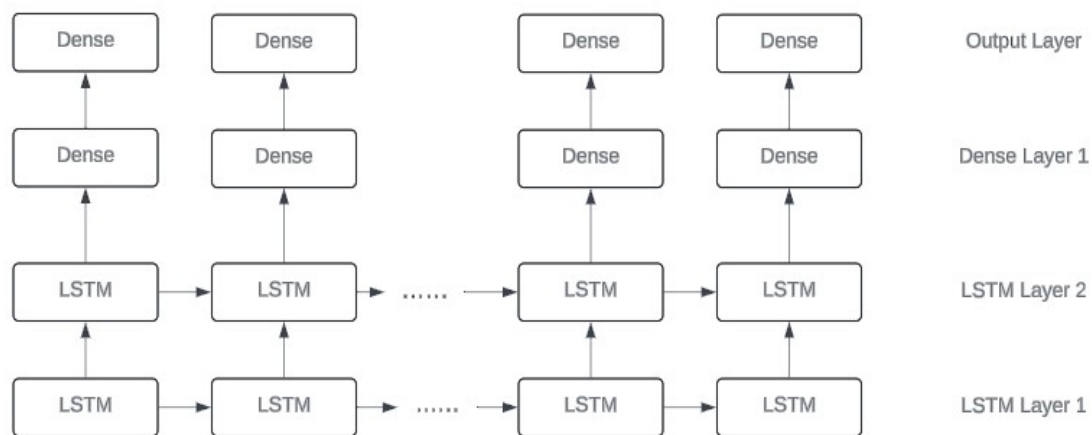 Dense Dense Dense Dense Output Layer
Dense Dense Dense Dense Dense Layer 1
LSTM LSTM ...... LSTM LSTM LSTM Layer 2
LSTM LSTM ...... LSTM LSTM LSTM Layer 1